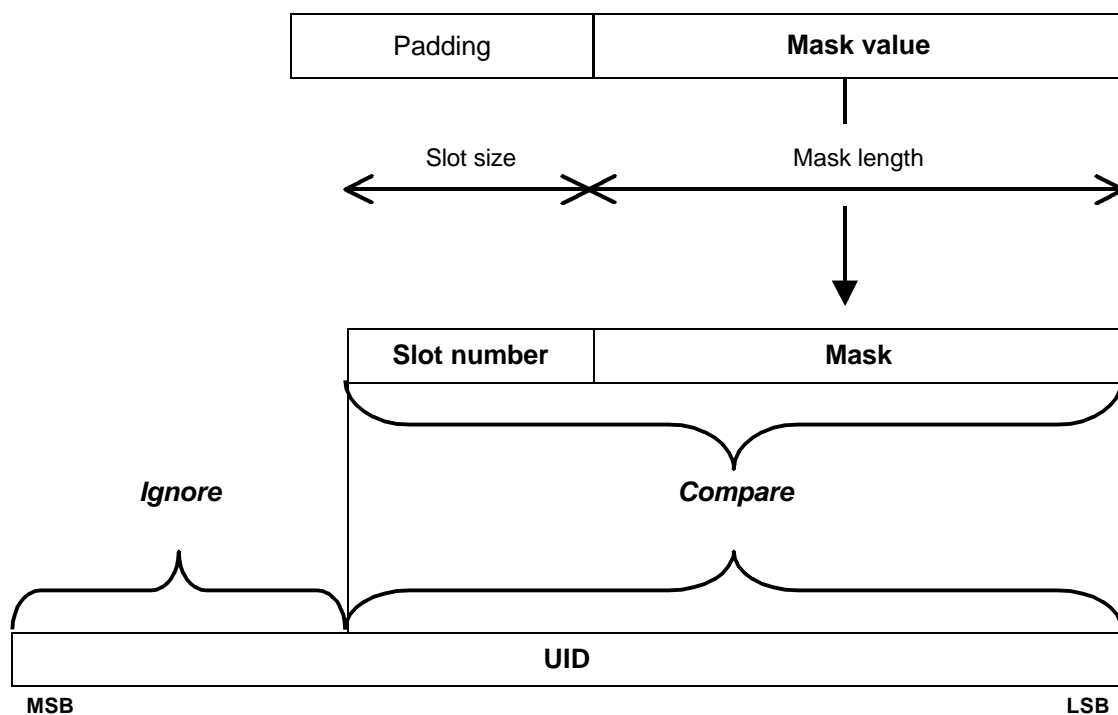 Padding
Mask value
Slot size
Mask length
Slot number
Mask
Ignore
Compare
UID
MSB
LSB